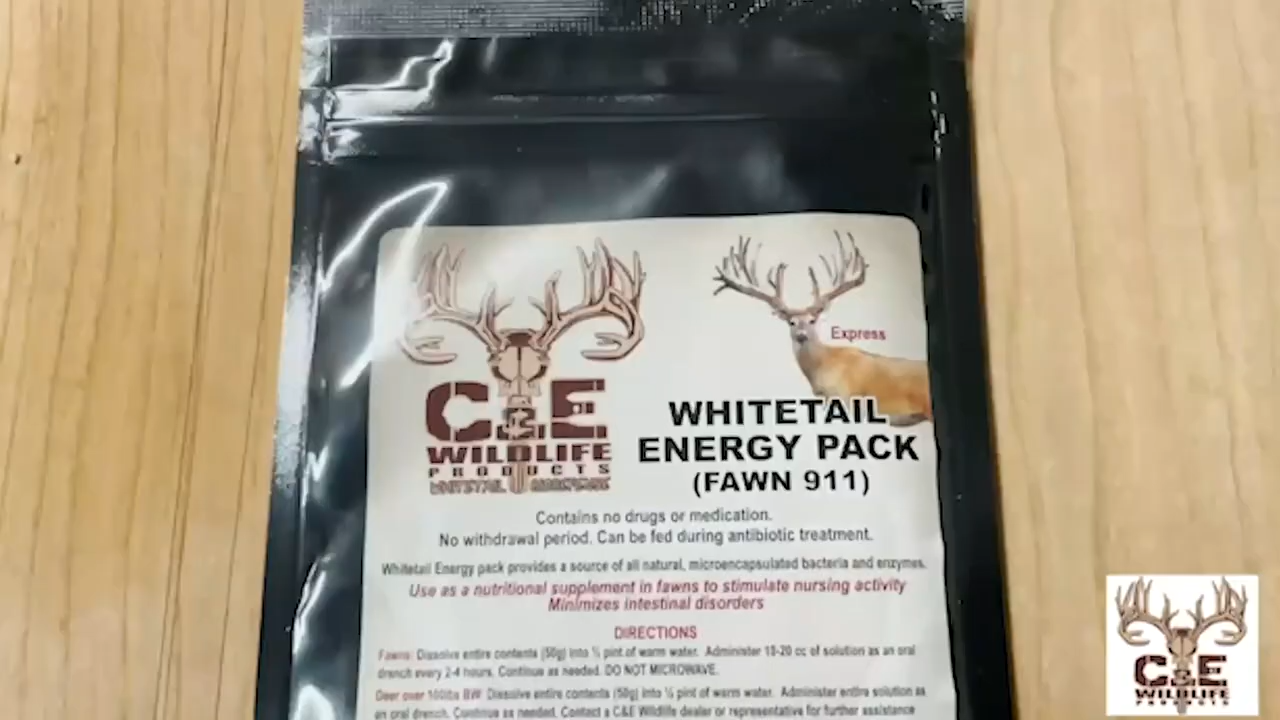 Express
C&E
WILDLIFE
PRODUCTS
WHITETAIL
WHITETAIL
ENERGY PACK
(FAWN 911)
Contains no drugs or medication.
No withdrawal period. Can be fed during antibiotic treatment.
Whitetail Energy pack provides a source of all natural, microencapsulated bacteria and enzymes.
Use as a nutritional supplement in fawns to stimulate nursing activity
Minimizes intestinal disorders
DIRECTIONS
Fawns: Dissolve entire contents (50g) into pint of warm water. Administer 18-20 cc of solution as an oral
drench every 2-4 hours. Continue as needed. DO NOT MICROWAVE.
Deer over 100lbs BW Dissolve entire contents (50g) into pint of warm water. Administer entire solution as
an oral drench. Continue as needed. Contact a C&E Wildlife dealer or representative for further assistance
C&E
WILDLIFE
PRODUCTS